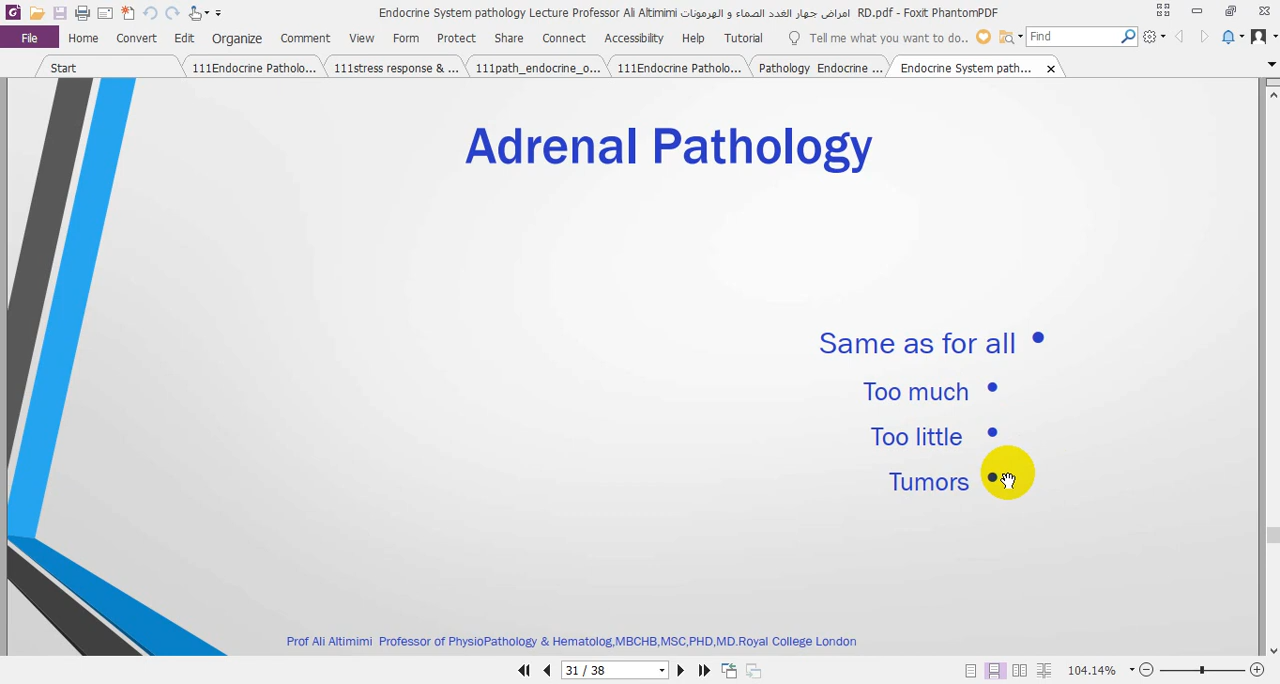 Endocrine System pathology Lecture Professor Ali Altimimi امراض جهار الغدد الصماء و الهرمونات RD.pdf - Foxit PhantomPDF
File Home Convert Edit Organize Comment View Form Protect Share Connect Accessibility Help Tutorial Tell me what you want to do.. Find
Start 111Endocrine Patholo... 111stress response & ... 111path_endocrine_o... 111Endocrine Patholo... Pathology Endocrine ... Endocrine System path...
Adrenal Pathology
Same as for all •
Too much •
Too little •
Tumors •
Prof Ali Altimimi Professor of PhysioPathology & Hematolog,MBCHB,MSC,PHD,MD.Royal College London
31 / 38 104.14%